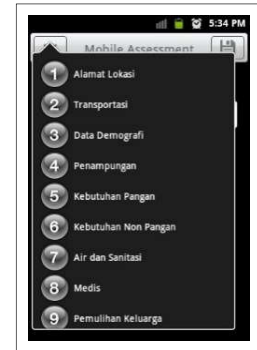 5:34 PM
Mobile Assessment
1 Alamat Lokasi
2 Transportasi
3 Data Demografi
4 Penampungan
5 Kebutuhan Pangan
6 Kebutuhan Non Pangan
7 Air dan Sanitasi
8 Medis
9 Pemulihan Keluarga